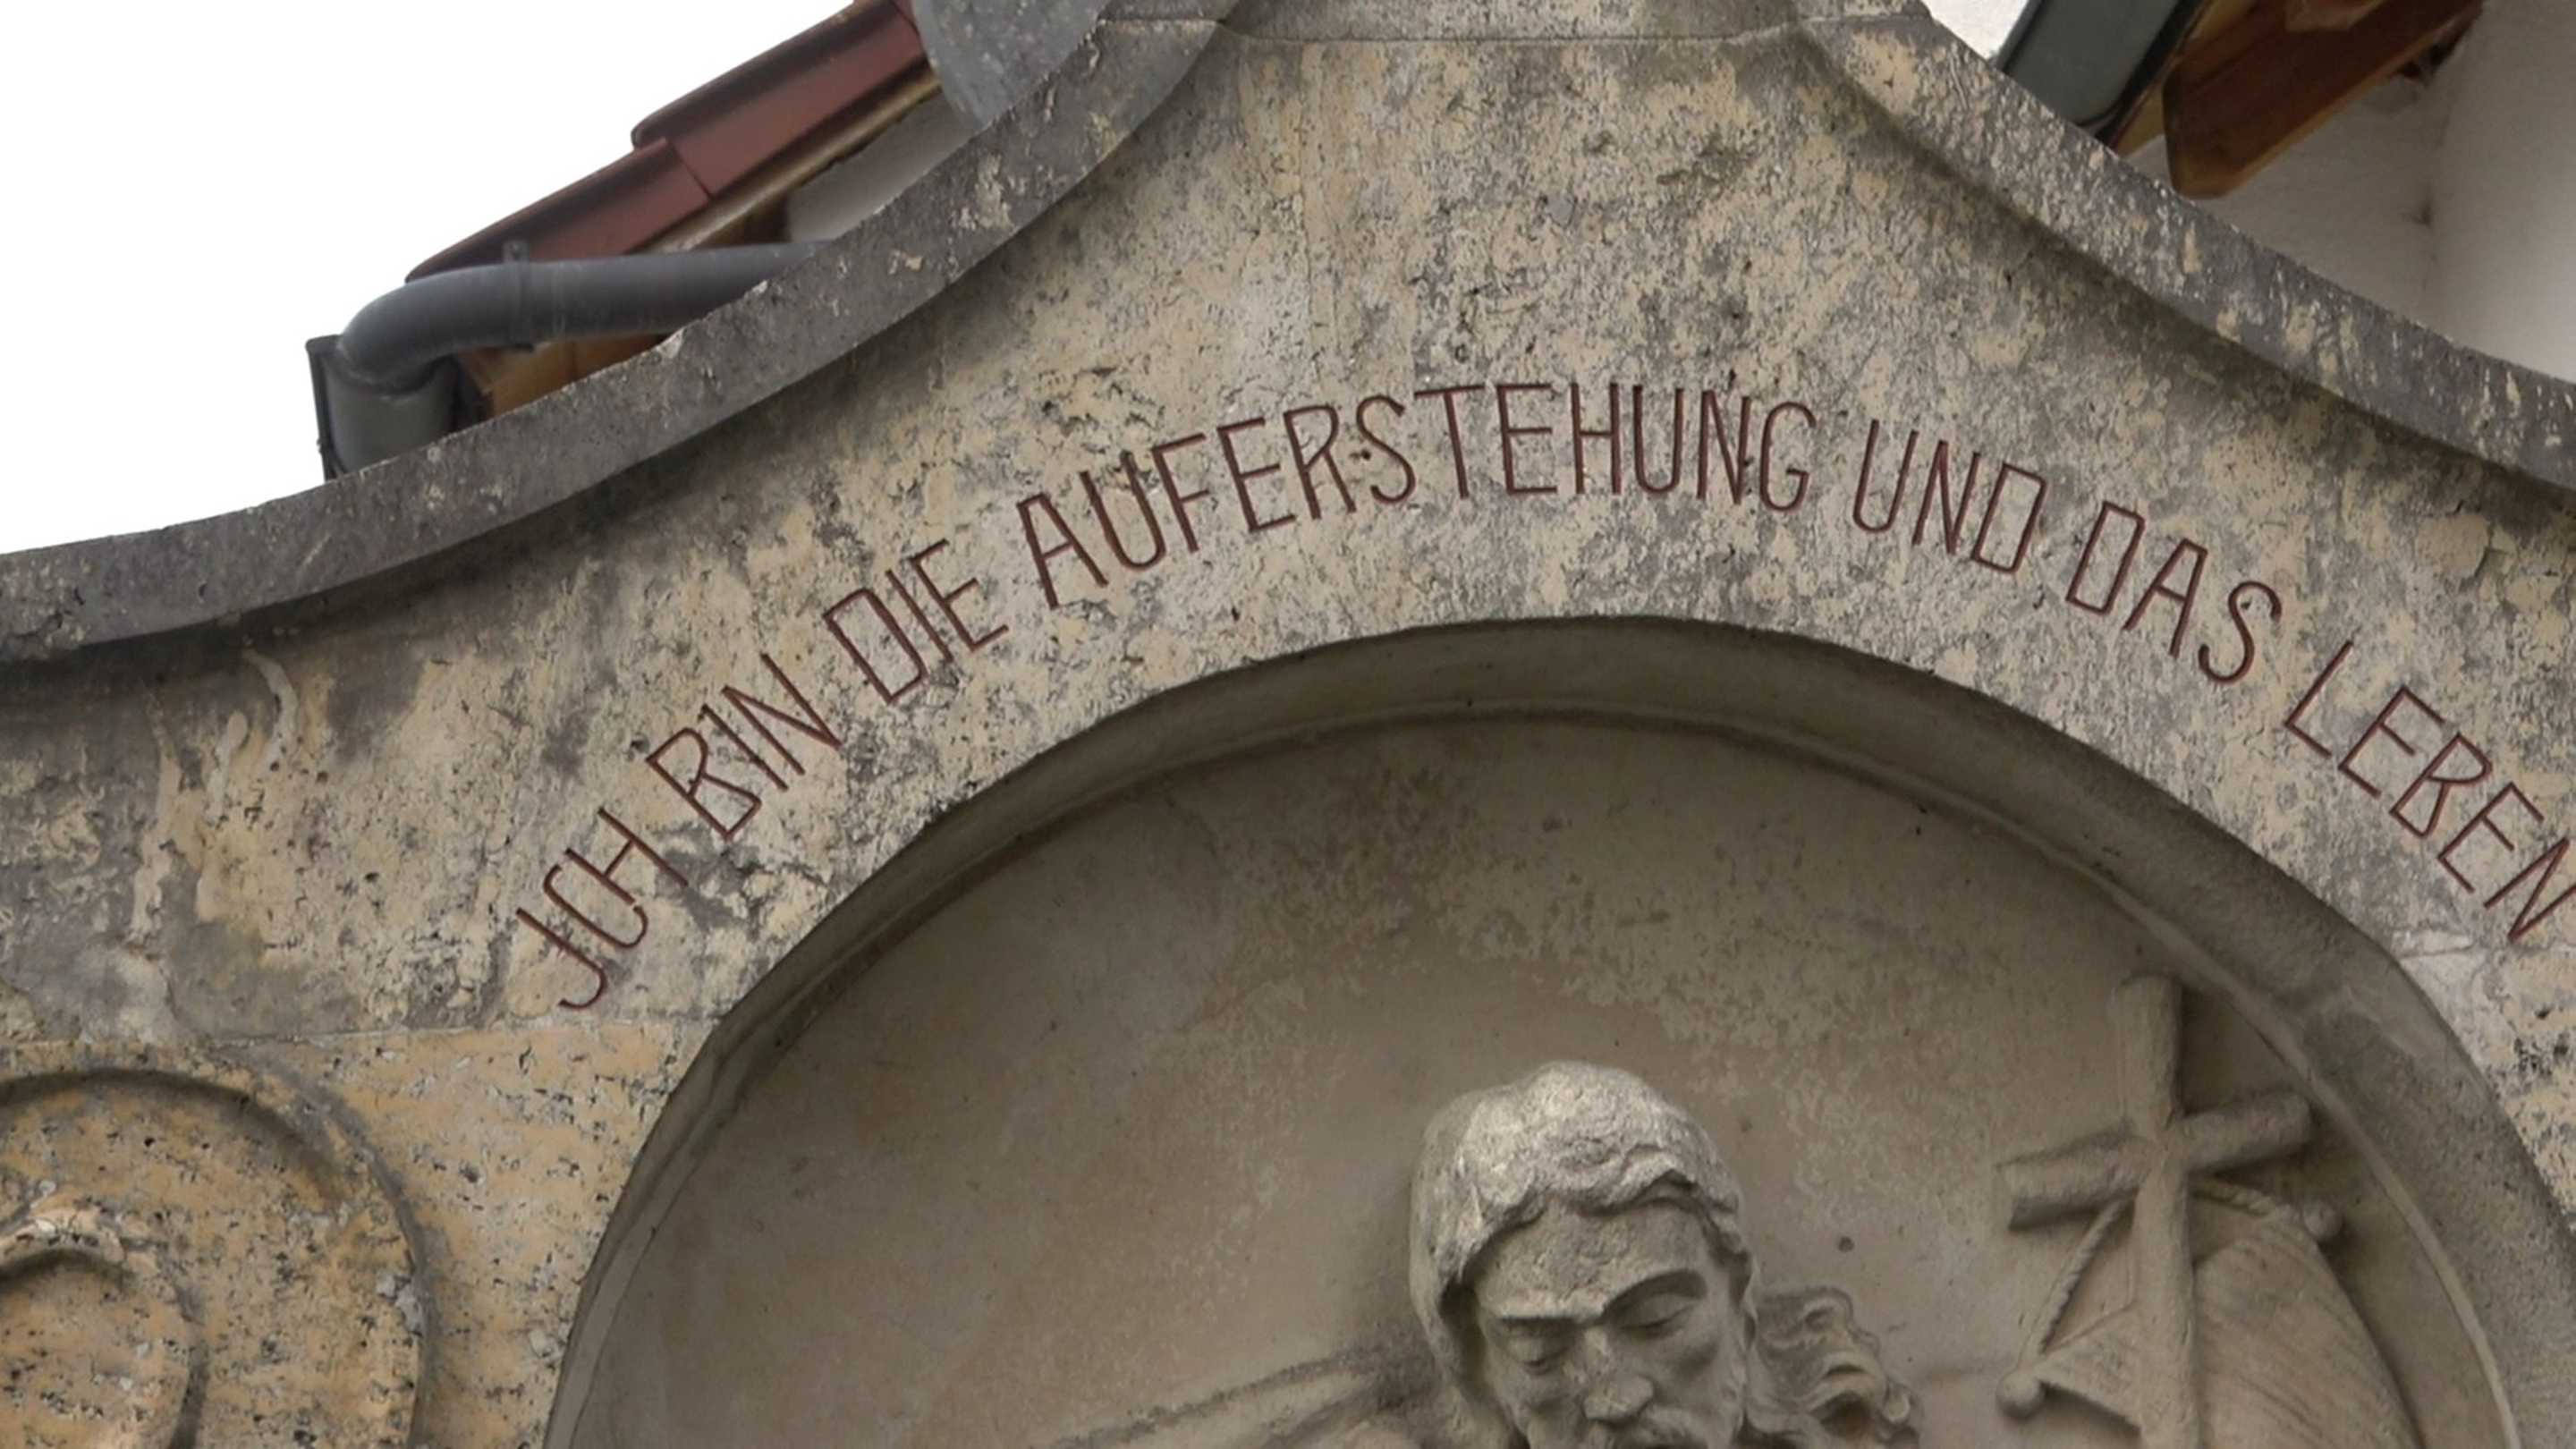 JCH BIN DIE AUFERSTEHUNG UND DAS LEBEN